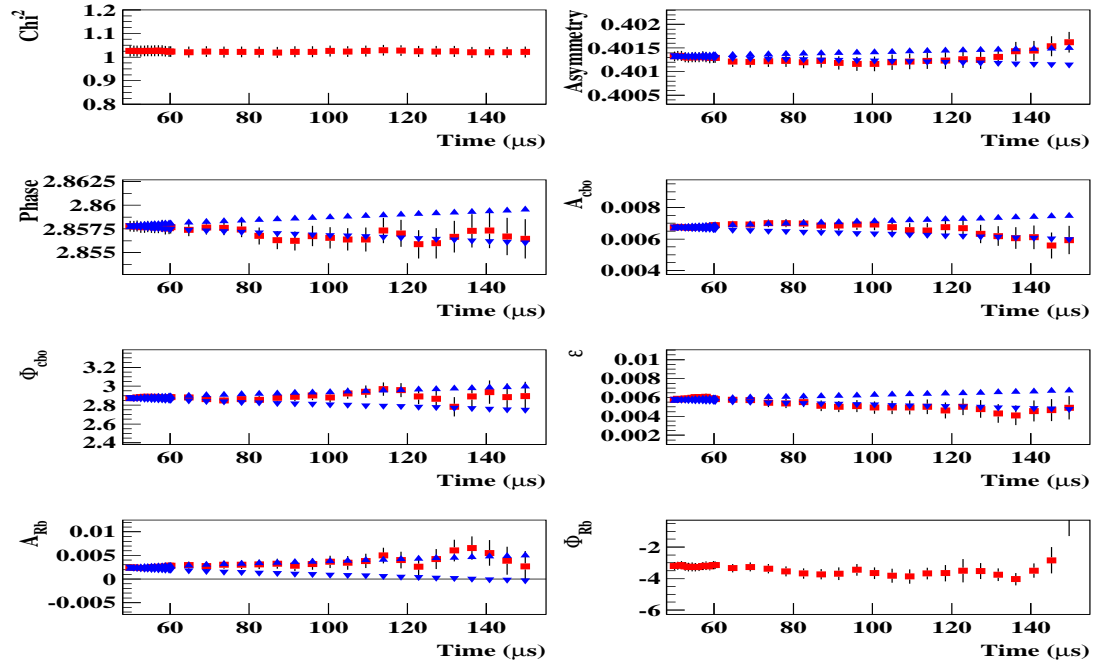 Chi²
1.2
1.1
1
0.9
0.8
60 80 100 120 140
Time (μs)
Asymmetry
0.402
0.4015
0.401
0.4005
60 80 100 120 140
Time (μs)
Phase
2.8625
2.86
2.8575
2.855
60 80 100 120 140
Time (μs)
A_cbo
0.008
0.006
0.004
60 80 100 120 140
Time (μs)
Φ_cbo
3.2
3
2.8
2.6
2.4
60 80 100 120 140
Time (μs)
ε
0.01
0.008
0.006
0.004
0.002
60 80 100 120 140
Time (μs)
A_Rb
0.01
0.005
0
-0.005
60 80 100 120 140
Time (μs)
Φ_Rb
-2
-4
-6
60 80 100 120 140
Time (μs)